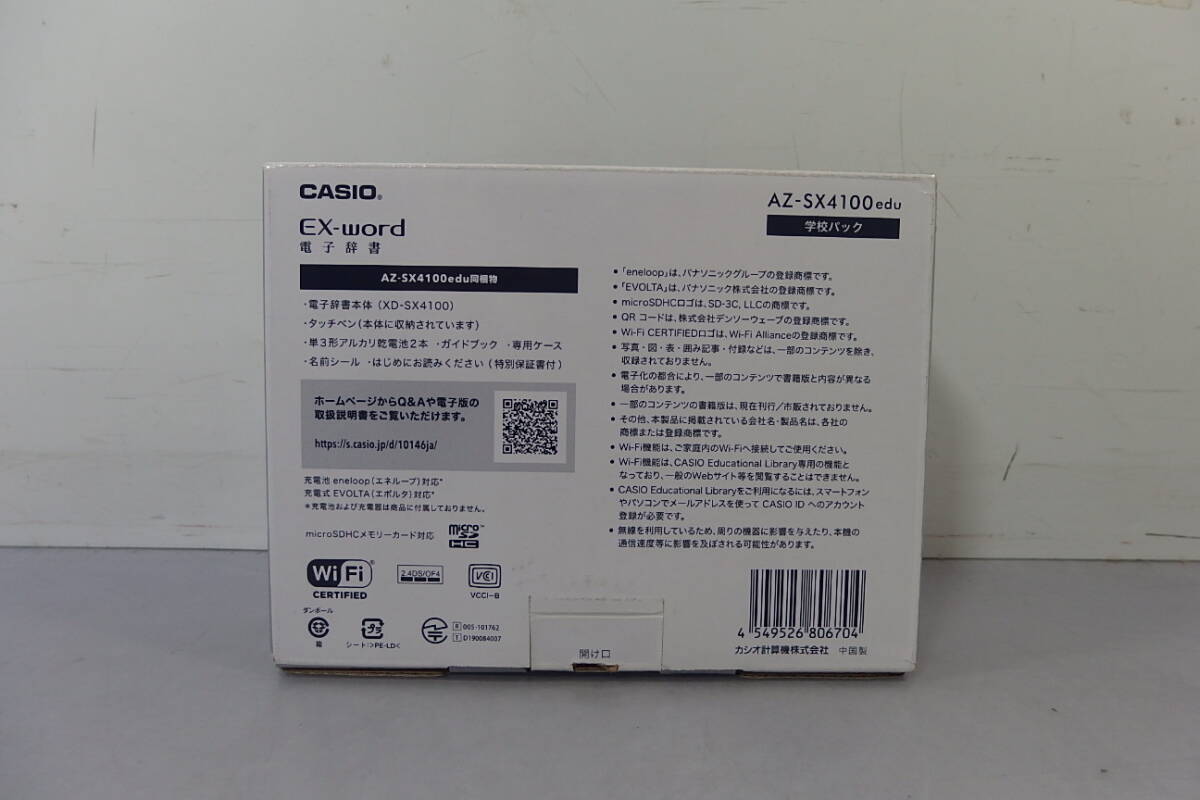 CASIO®
EX-word
電子辞書
AZ-SX4100edu同梱物
・電子辞書本体（XD-SX4100）
・タッチペン（本体に収納されています）
・単3形アルカリ乾電池2本 ・ガイドブック ・専用ケース
・名前シール ・はじめにお読みください（特別保証書付）
ホームページからQ&Aや電子版の
取扱説明書をご覧いただけます。
https://s.casio.jp/d/10146ja/
充電池 eneloop（エネループ）対応*
充電式 EVOLTA（エボルタ）対応*
*充電池および充電器は商品に付属しておりません。
microSDHCメモリーカード対応
micro SD HC
Wi Fi®
CERTIFIED
2.4DS/OF4
VCCI-B
ダンボール
箱
プラ
シート:>PE-LD<
R 005-101762
T D190084007
AZ-SX4100edu
学校パック
● 「eneloop」は、パナソニックグループの登録商標です。
● 「EVOLTA」は、パナソニック株式会社の登録商標です。
● microSDHCロゴは、SD-3C, LLCの商標です。
● QR コードは、株式会社デンソーウェーブの登録商標です。
● Wi-Fi CERTIFIEDロゴは、Wi-Fi Allianceの登録商標です。
● 写真・図・表・囲み記事・付録などは、一部のコンテンツを除き、
収録されておりません。
● 電子化の都合により、一部のコンテンツで書籍版と内容が異なる
場合があります。
● 一部のコンテンツの書籍版は、現在刊行／市販されておりません。
● その他、本製品に掲載されている会社名・製品名は、各社の
商標または登録商標です。
● Wi-Fi機能は、ご家庭内のWi-Fiへ接続してご使用ください。
● Wi-Fi機能は、CASIO Educational Library専用の機能と
なっており、一般のWebサイト等を閲覧することはできません。
● CASIO Educational Libraryをご利用になるには、スマートフォン
やパソコンでメールアドレスを使って CASIO ID へのアカウント
登録が必要です。
● 無線を利用しているため、周りの機器に影響を与えたり、本機の
通信速度等に影響を及ぼされる可能性があります。
4 549526 806704
カシオ計算機株式会社 中国製
開け口